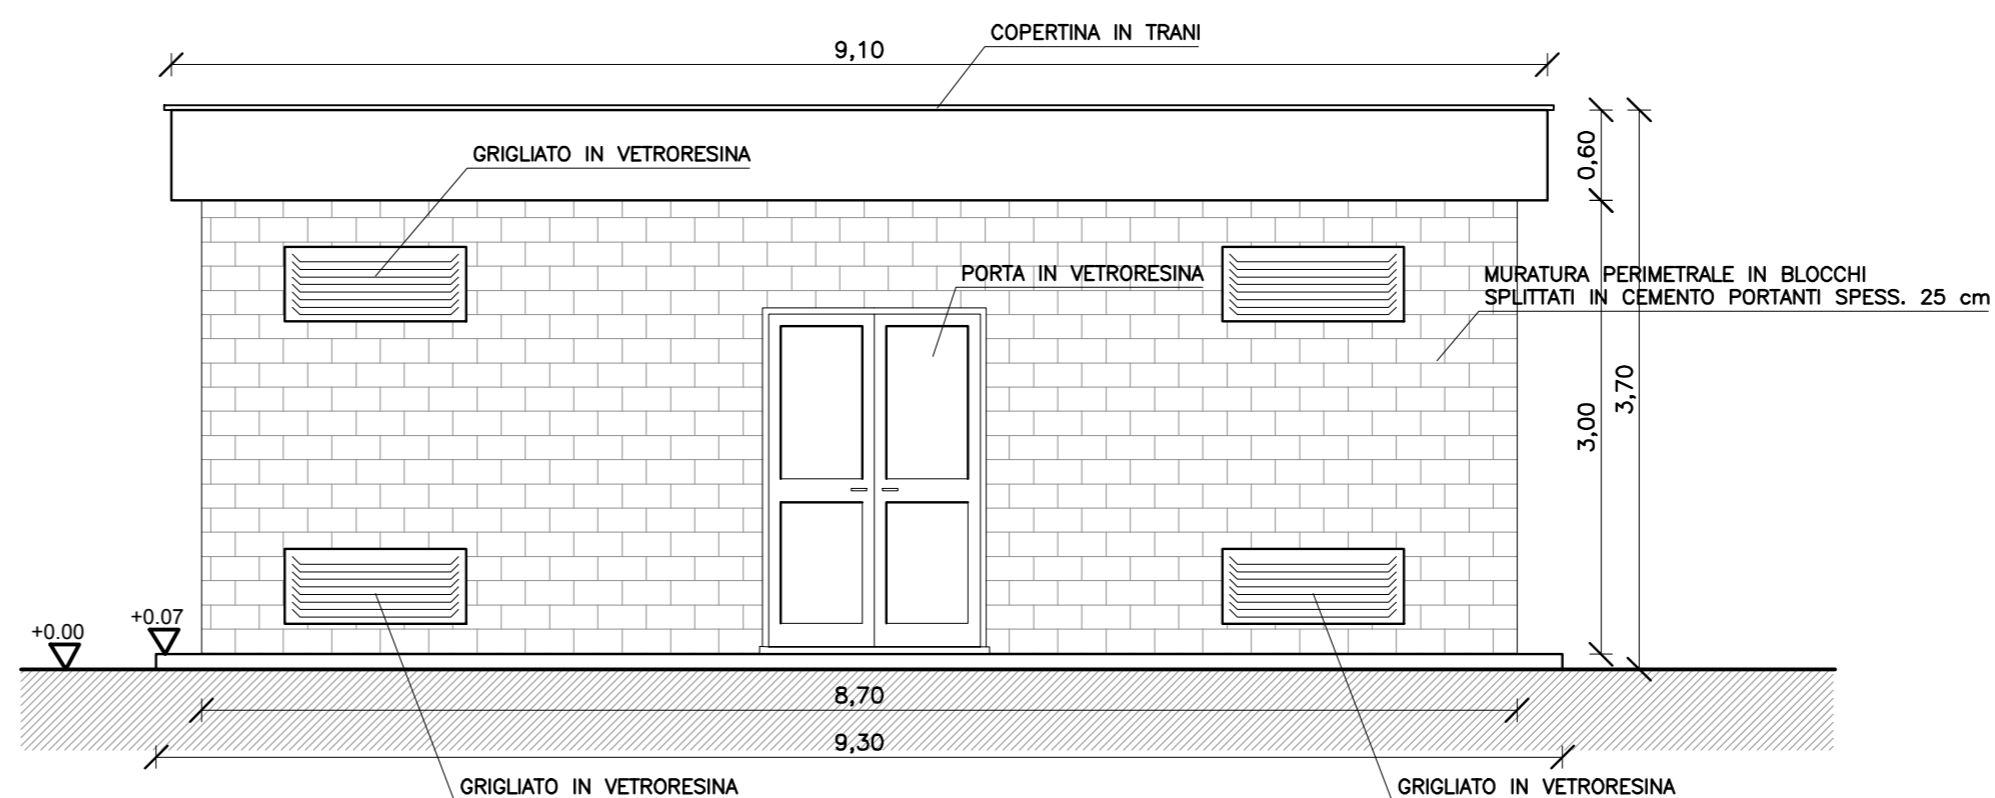 COPERTINA IN TRANI
9,10
GRIGLIATO IN VETRORESINA
0,60
PORTA IN VETRORESINA
MURATURA PERIMETRALE IN BLOCCHI
SPLITTATI IN CEMENTO PORTANTI SPESS. 25 cm
3,00
3,70
+0.00
+0.07
8,70
9,30
GRIGLIATO IN VETRORESINA
GRIGLIATO IN VETRORESINA